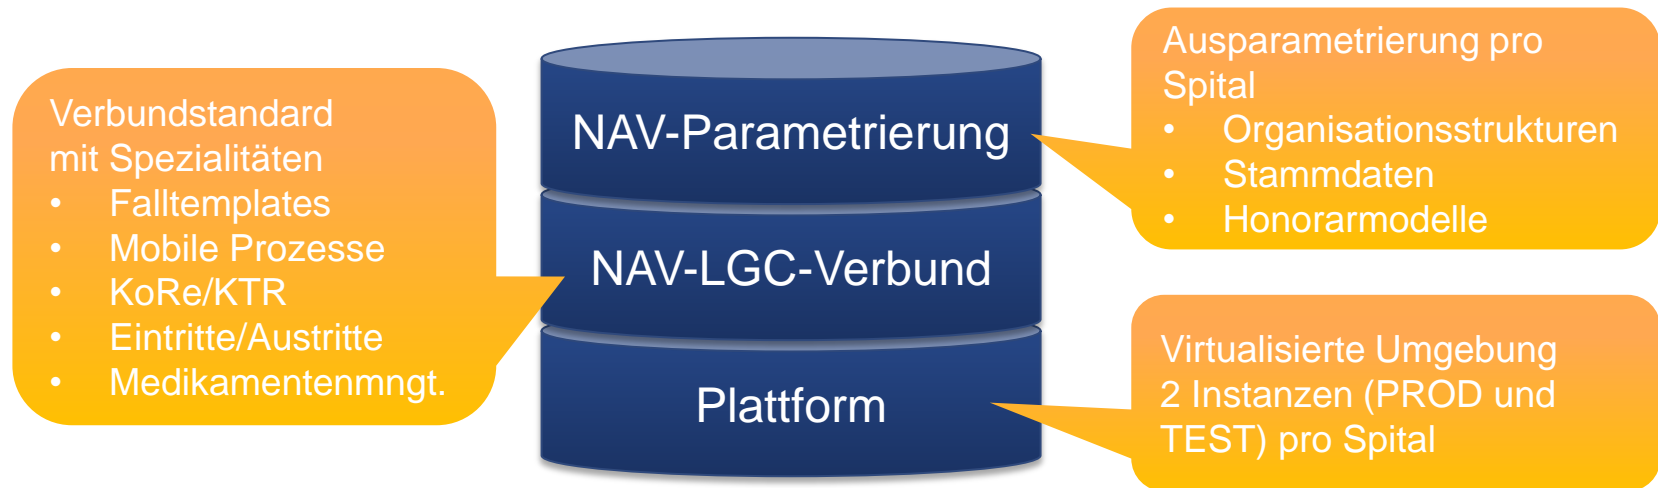 Verbundstandard
mit Spezialitäten
• Falltemplates
• Mobile Prozesse
• KoRe/KTR
• Eintritte/Austritte
• Medikamentenmngt.
NAV-Parametrierung
NAV-LGC-Verbund
Plattform
Ausparametrierung pro
Spital
• Organisationsstrukturen
• Stammdaten
• Honorarmodelle
Virtualisierte Umgebung
2 Instanzen (PROD und
TEST) pro Spital